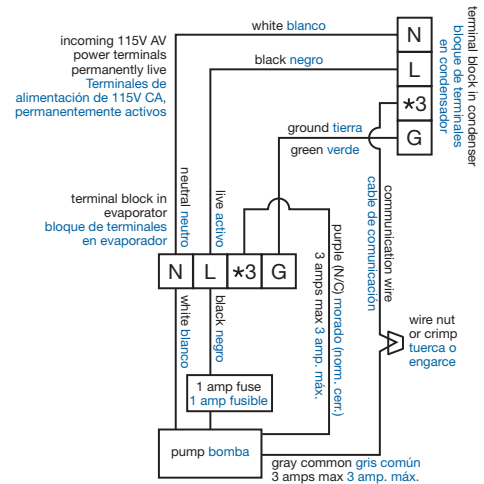 white blanco
incoming 115V AV
power terminals
permanently live
Terminales de
alimentación de 115V CA,
permanentemente activos
black negro
N
L
*3
G
terminal block in condenser
bloque de terminales
en condensador
ground tierra
green verde
terminal block in
evaporator
bloque de terminales
en evaporador
neutral neutro
live activo
N L *3 G
communication wire
cable de comunicación
purple (N/C) morado (norm. cerr.)
3 amps max 3 amp. máx.
white blanco
black negro
wire nut
or crimp
tuerca o
engarce
1 amp fuse
1 amp fusible
pump bomba
gray common gris común
3 amps max 3 amp. máx.